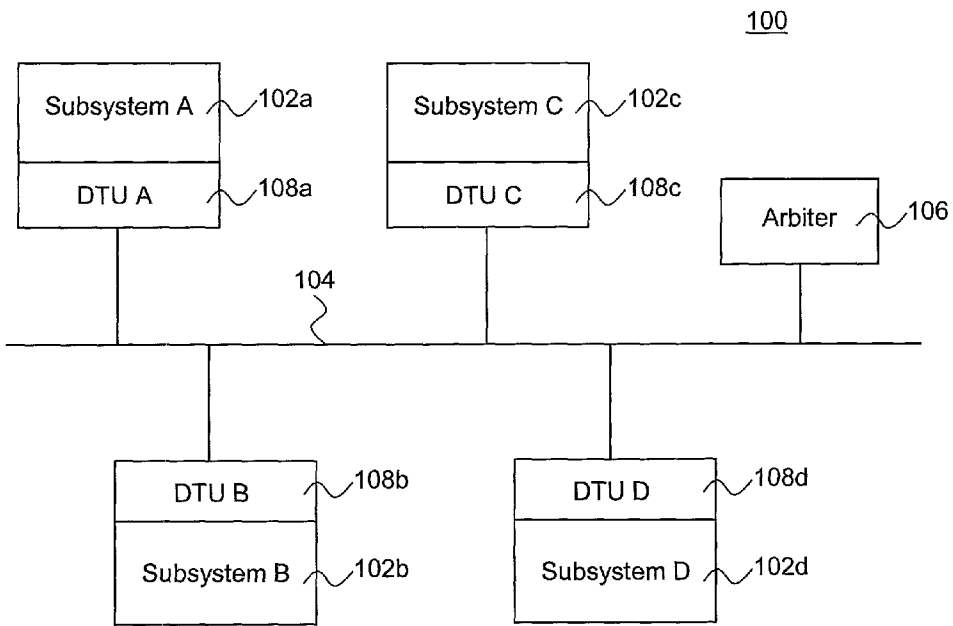 100
Subsystem A
102a
Subsystem C
102c
DTU A
108a
DTU C
108c
Arbiter
106
104
DTU B
108b
DTU D
108d
Subsystem B
102b
Subsystem D
102d